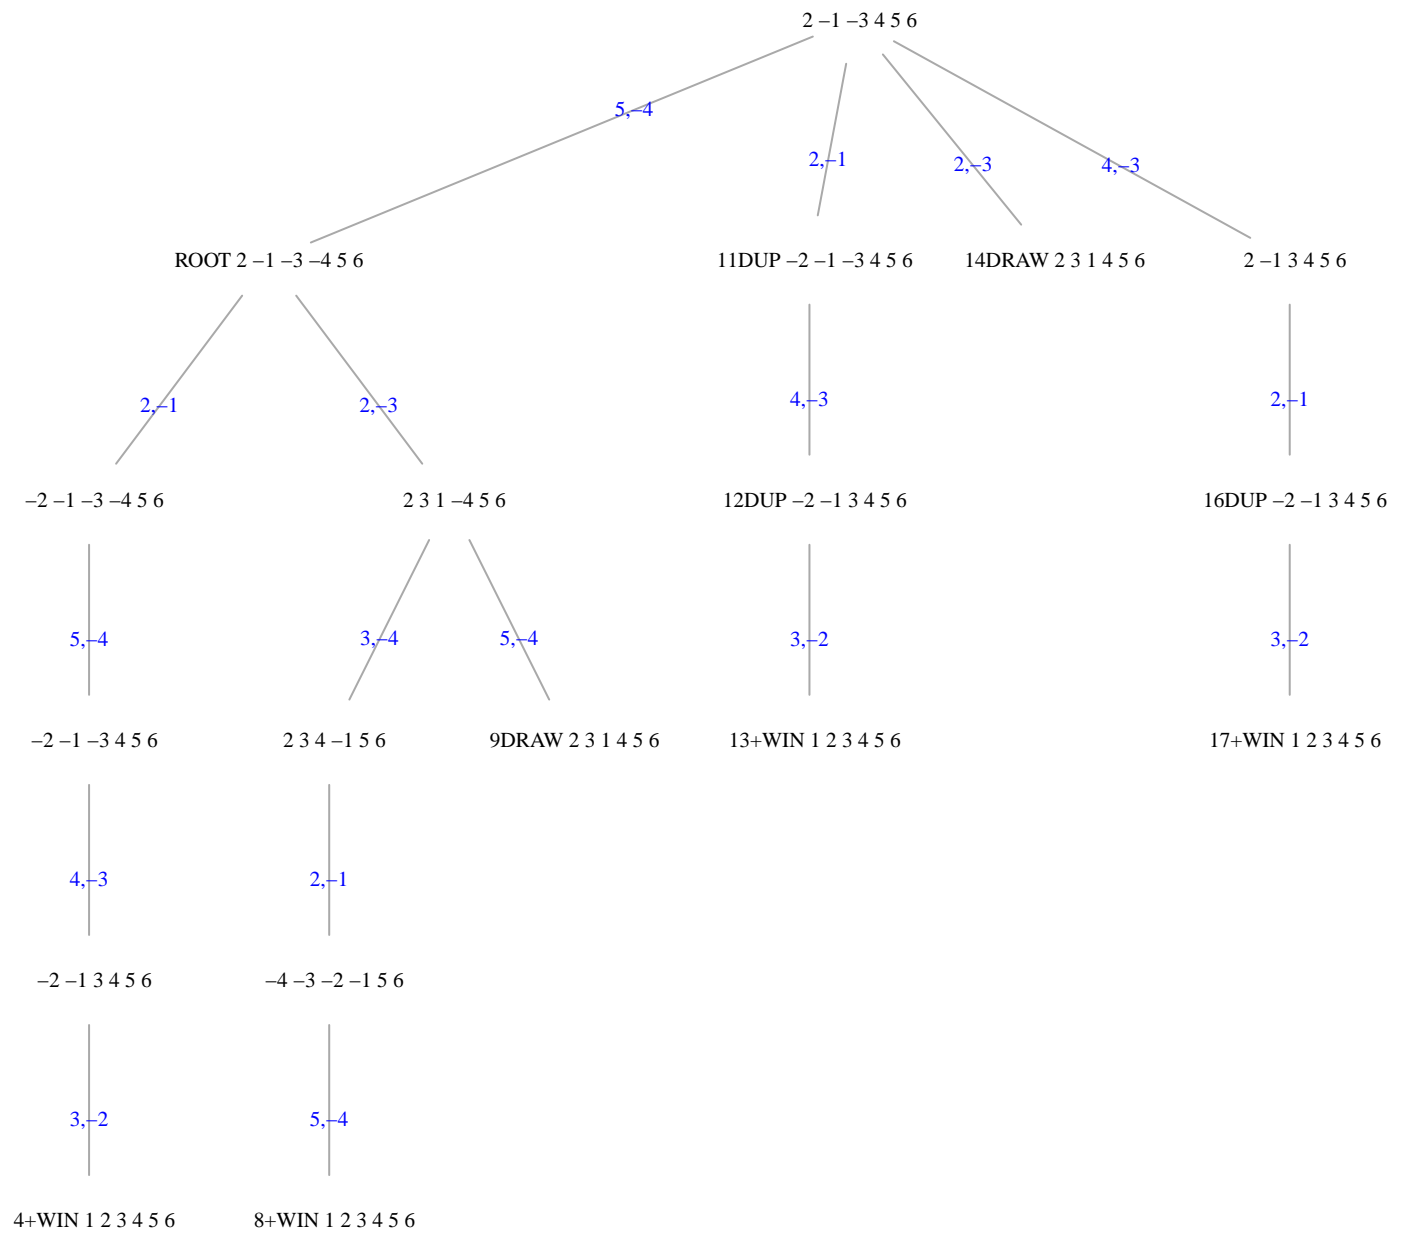 2 –1 –3 4 5 6
5,–4
2,–1
2,–3
4,–3
ROOT 2 –1 –3 –4 5 6
11DUP –2 –1 –3 4 5 6
14DRAW 2 3 1 4 5 6
2 –1 3 4 5 6
2,–1
2,–3
4,–3
2,–1
–2 –1 –3 –4 5 6
2 3 1 –4 5 6
12DUP –2 –1 3 4 5 6
16DUP –2 –1 3 4 5 6
5,–4
3,–4
5,–4
3,–2
3,–2
–2 –1 –3 4 5 6
2 3 4 –1 5 6
9DRAW 2 3 1 4 5 6
13+WIN 1 2 3 4 5 6
17+WIN 1 2 3 4 5 6
4,–3
2,–1
–2 –1 3 4 5 6
–4 –3 –2 –1 5 6
3,–2
5,–4
4+WIN 1 2 3 4 5 6
8+WIN 1 2 3 4 5 6